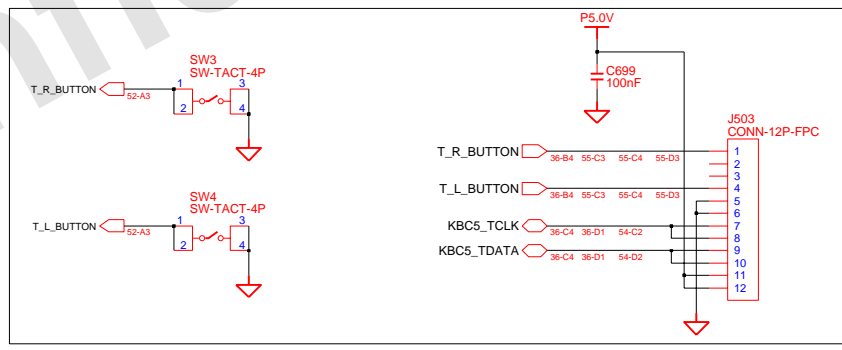 P5.0V
SW3
SW-TACT-4P
T_R_BUTTON
52-A3
1
2
3
4
C699
100nF
J503
CONN-12P-FPC
T_R_BUTTON
36-B4 55-C3 55-C4 55-D3
1
2
3
T_L_BUTTON
36-B4 55-C3 55-C4 55-D3
4
5
6
KBC5_TCLK
36-C4 36-D1 54-C2
7
8
KBC5_TDATA
36-C4 36-D1 54-D2
9
10
11
12
SW4
SW-TACT-4P
T_L_BUTTON
52-A3
1
2
3
4